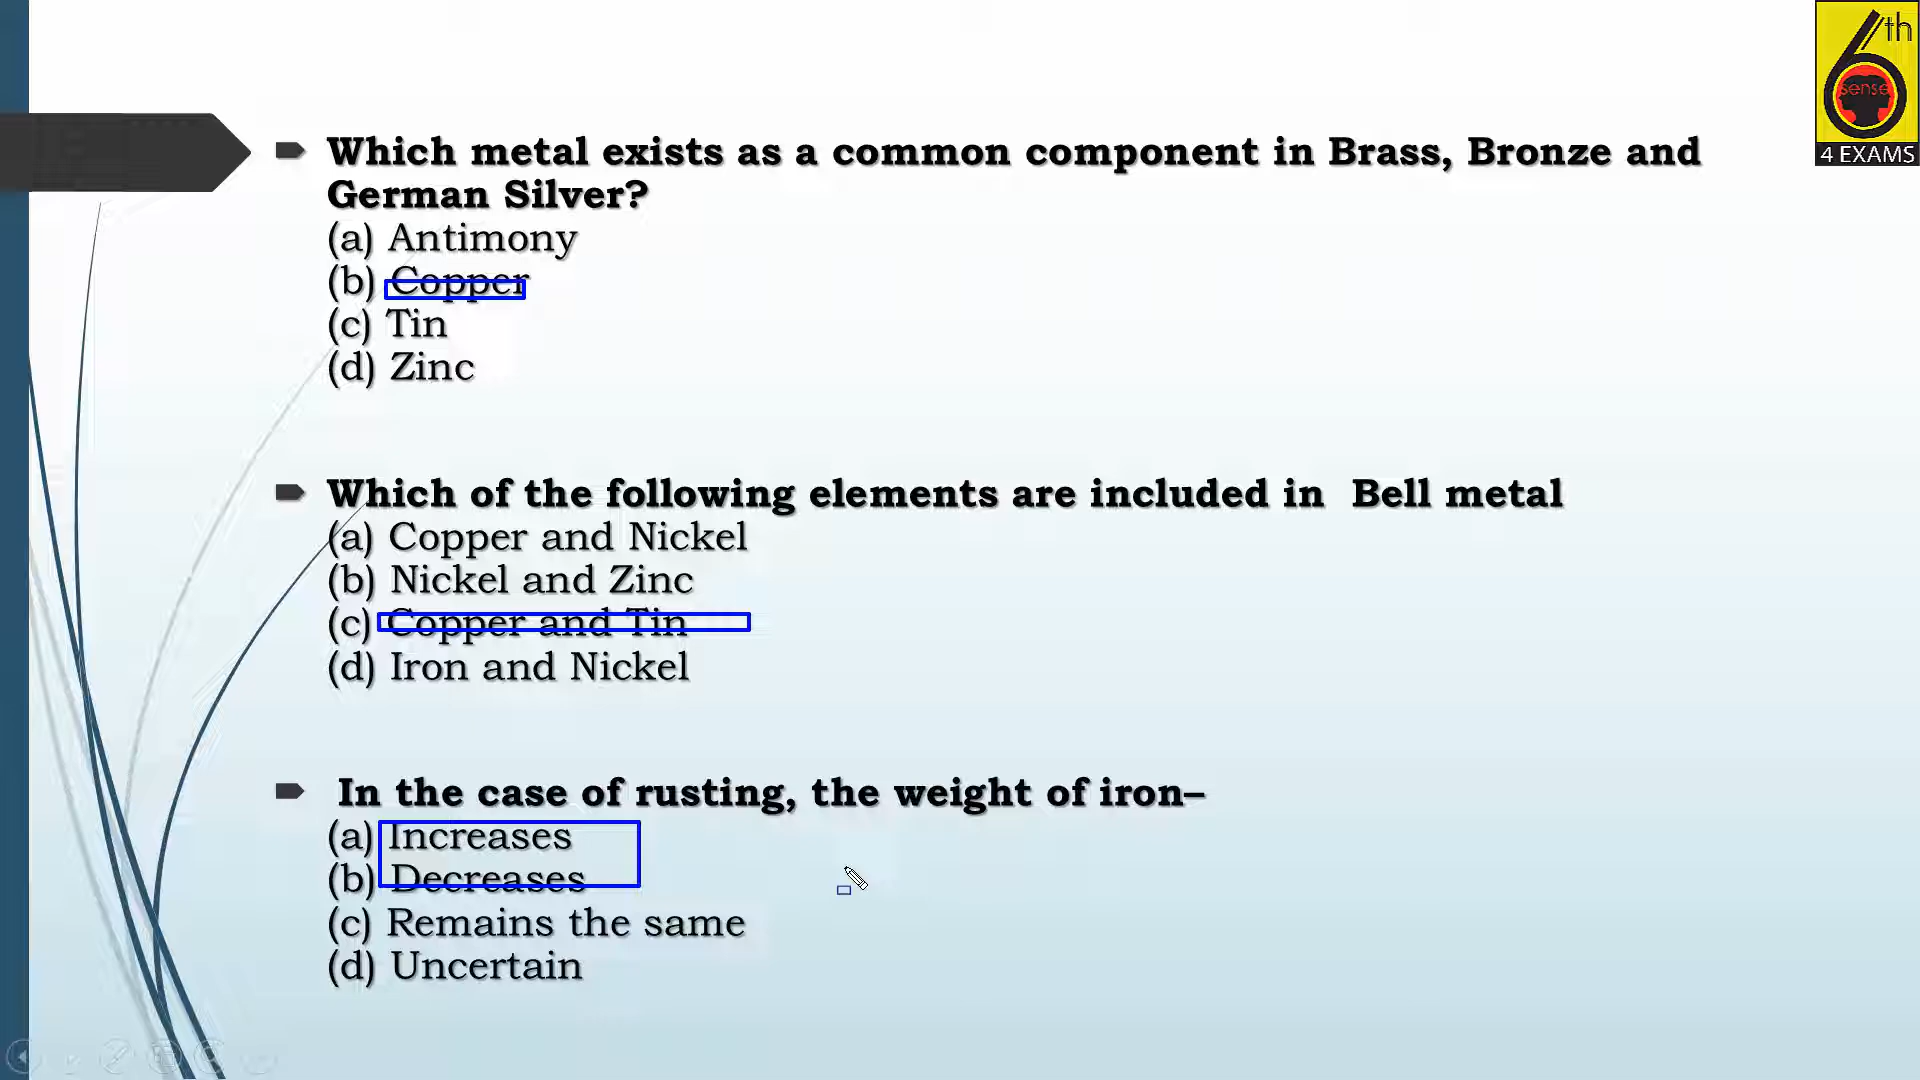 6th
sense
4 EXAMS
Which metal exists as a common component in Brass, Bronze and
German Silver?
(a) Antimony
(b) Copper
(c) Tin
(d) Zinc
Which of the following elements are included in Bell metal
(a) Copper and Nickel
(b) Nickel and Zinc
(c) Copper and Tin
(d) Iron and Nickel
In the case of rusting, the weight of iron–
(a) Increases
(b) Decreases
(c) Remains the same
(d) Uncertain